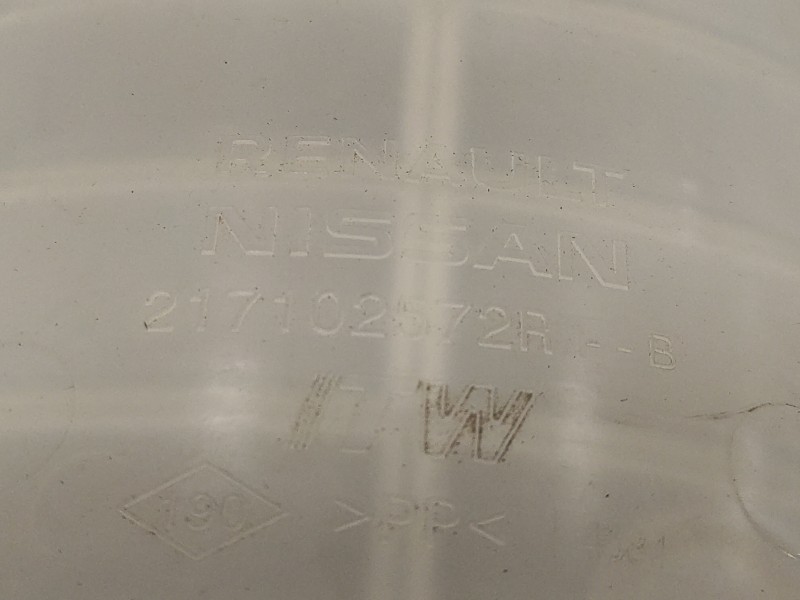 RENAULT
NISSAN
217102572R --B
>PP<